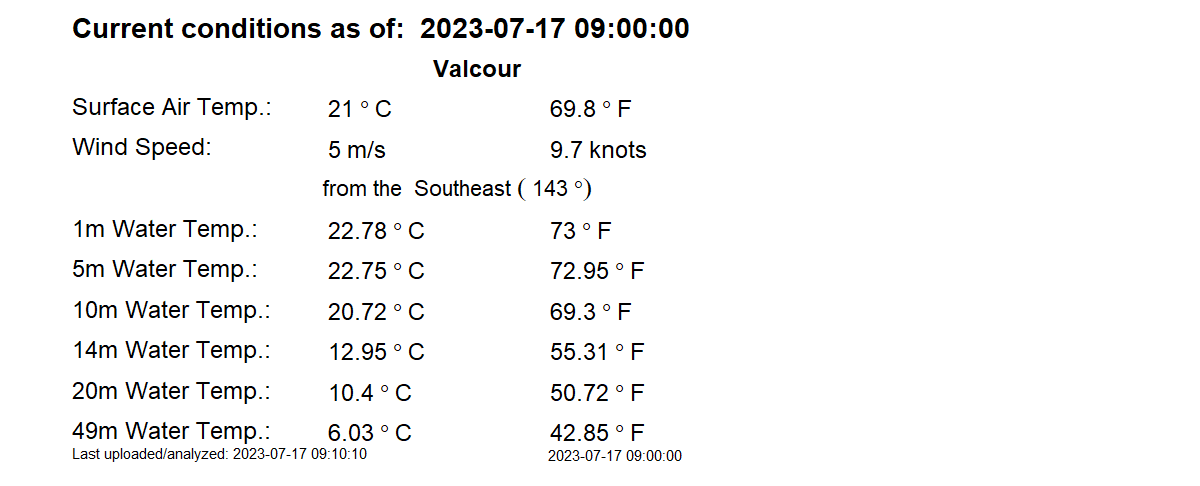 Current conditions as of: 2023-07-17 09:00:00
Valcour
Surface Air Temp.: 21 ° C 69.8 ° F
Wind Speed: 5 m/s 9.7 knots
from the Southeast ( 143 °)
1m Water Temp.: 22.78 ° C 73 ° F
5m Water Temp.: 22.75 ° C 72.95 ° F
10m Water Temp.: 20.72 ° C 69.3 ° F
14m Water Temp.: 12.95 ° C 55.31 ° F
20m Water Temp.: 10.4 ° C 50.72 ° F
49m Water Temp.: 6.03 ° C 42.85 ° F
Last uploaded/analyzed: 2023-07-17 09:10:10 2023-07-17 09:00:00